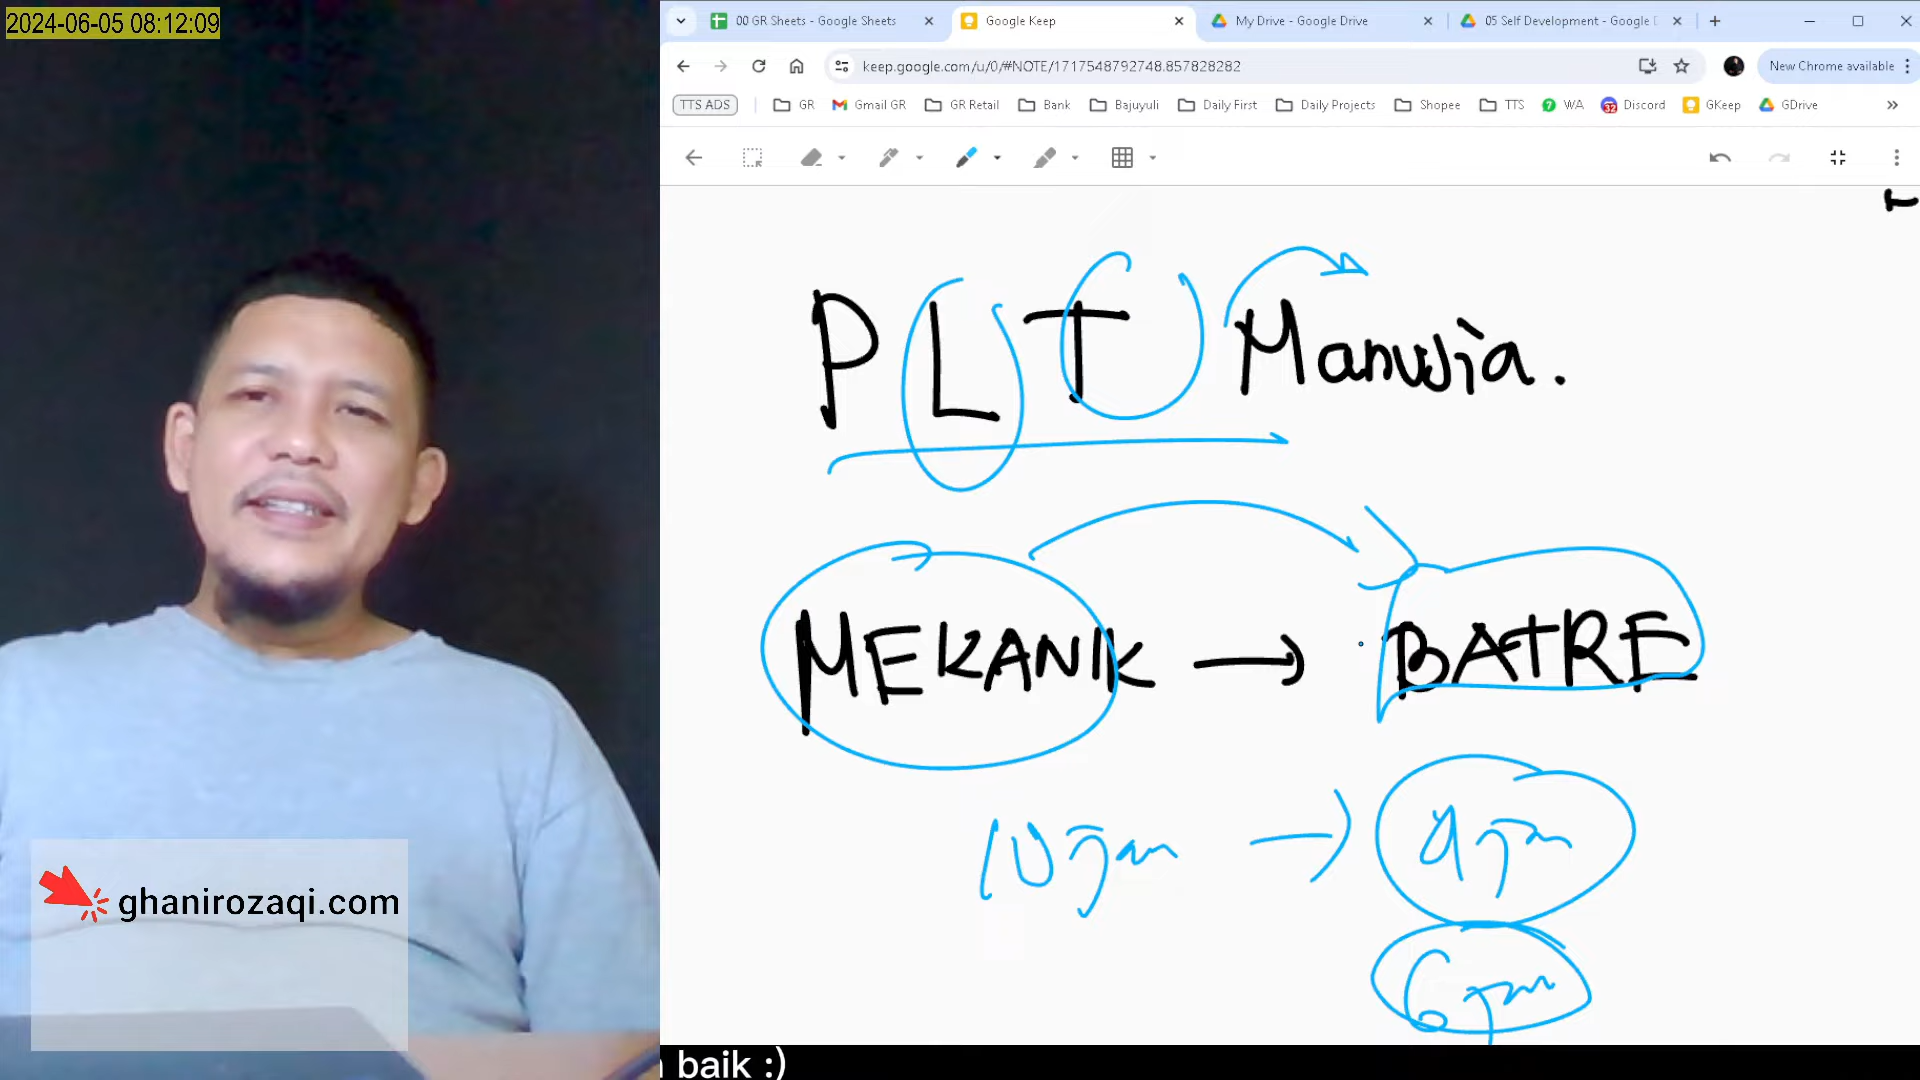 2024-06-05 08:12:09
00 GR Sheets - Google Sheets
Google Keep
My Drive - Google Drive
05 Self Development - Google D
keep.google.com/u/0/#NOTE/1717548792748.857828282
New Chrome available
TTS ADS
GR
Gmail GR
GR Retail
Bank
Bajuyuli
Daily First
Daily Projects
Shopee
TTS
7 WA
32 Discord
GKeep
GDrive
P L T Manusia.
MEKANIK → BATRE
10 jam → 4 jam
6 jam
ghanirozaqi.com
baik :)